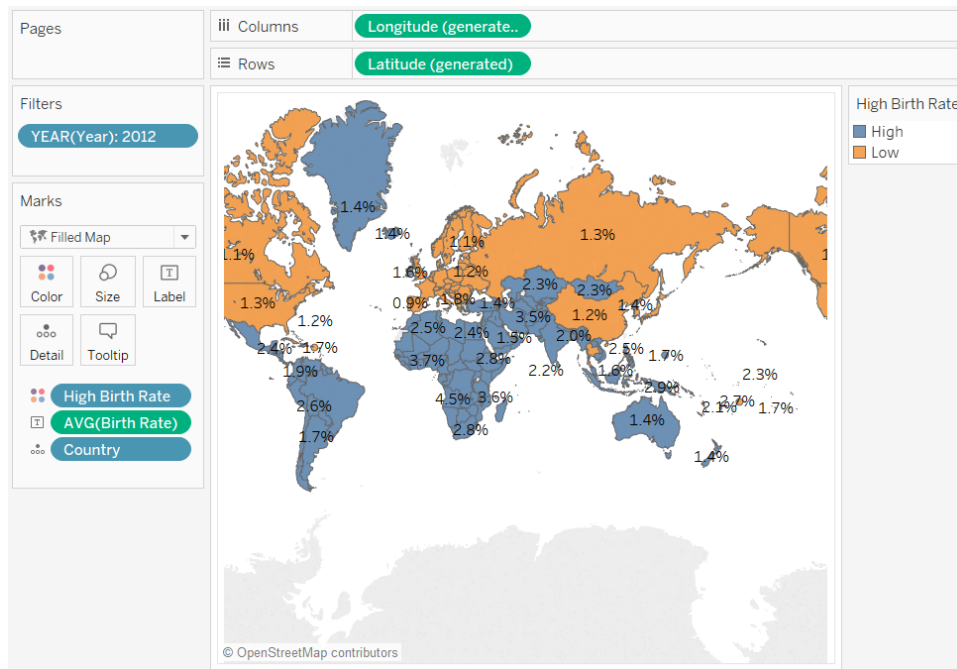 Pages
Columns
Longitude (generate..
Rows
Latitude (generated)
Filters
YEAR(Year): 2012
Marks
Filled Map
Color
Size
Label
Detail
Tooltip
High Birth Rate
AVG(Birth Rate)
Country
1.4%
1.4%
1.1%
1.3%
1.1%
1.6%
1.2%
1.3%
0.9%
1.8%
1.4%
2.3%
2.3%
1.4%
1.2%
1.2%
3.5%
2.5%
2.4%
1.5%
2.0%
2.4%
1.7%
2.5%
1.7%
3.7%
2.8%
2.2%
1.6%
1.9%
2.3%
2.9%
4.5%
3.6%
2.6%
2.7%
2.1%
1.7%
1.7%
2.8%
1.4%
1.4%
© OpenStreetMap contributors
High Birth Rate
High
Low